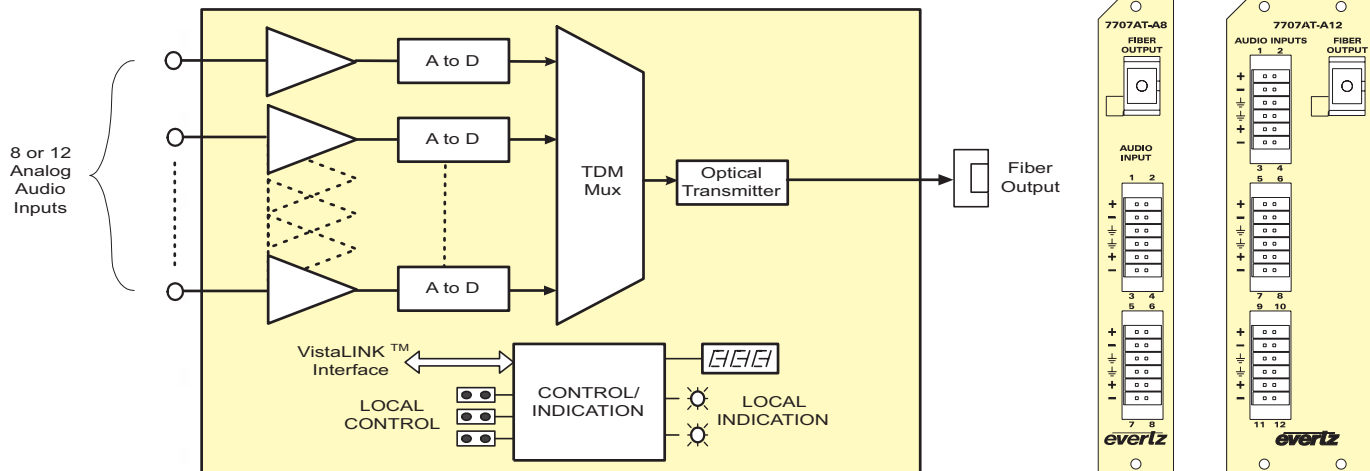 8 or 12
Analog
Audio
Inputs
A to D
A to D
A to D
TDM
Mux
Optical
Transmitter
Fiber
Output
VistaLINK TM
Interface
LOCAL
CONTROL
CONTROL/
INDICATION
LOCAL
INDICATION
7707AT-A8
FIBER
OUTPUT
AUDIO
INPUT
1 2
+
−
+
−
3 4
5 6
+
−
+
−
7 8
evertz
7707AT-A12
AUDIO INPUTS
1 2
FIBER
OUTPUT
+
−
+
−
3 4
5 6
+
−
+
−
7 8
9 10
+
−
+
−
11 12
evertz